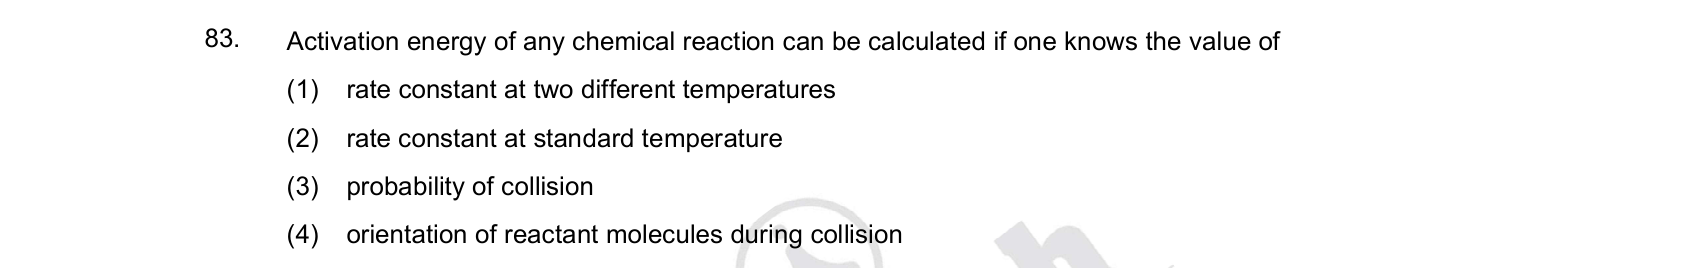 83. Activation energy of any chemical reaction can be calculated if one knows the value of
(1) rate constant at two different temperatures
(2) rate constant at standard temperature
(3) probability of collision
(4) orientation of reactant molecules during collision